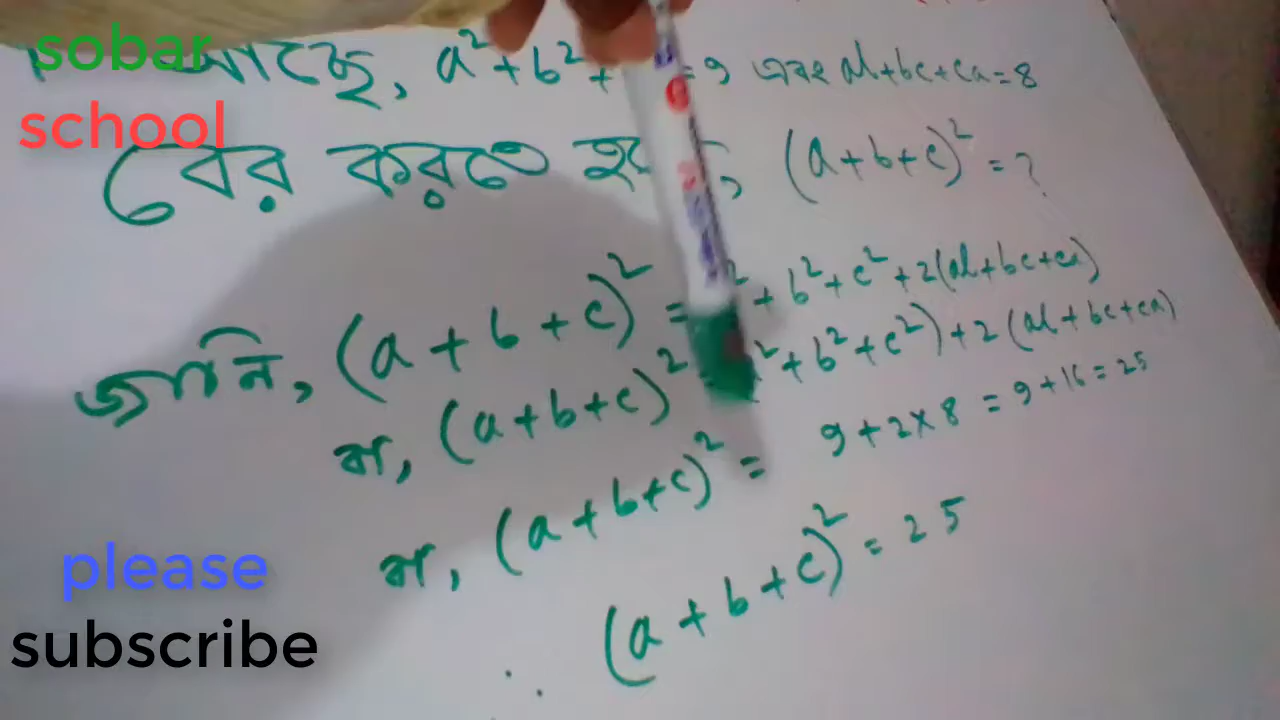 sobar
school
আছে, a²+b²+ =9 এবং ab+bc+ca=8
বের করতে , (a+b+c)²=?
জানি, (a+b+c)²= ²+b²+c²+2(ab+bc+ca)
বা, (a+b+c)²= a²+b²+c²)+2(ab+bc+ca)
বা, (a+b+c)²= 9+2×8=9+16=25
∴ (a+b+c)²=25
please
subscribe